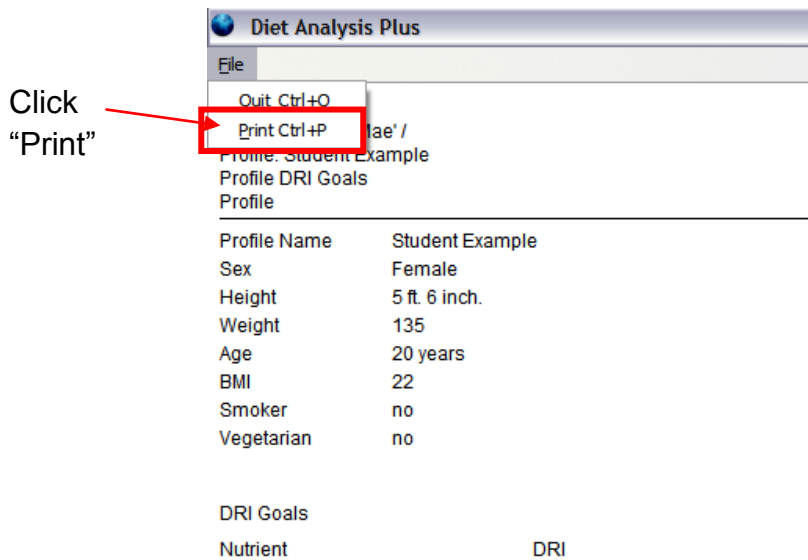 Diet Analysis Plus
File
Quit Ctrl+Q
Click
Print Ctrl+P
“Print”
Profile: Student Example
Profile DRI Goals
Profile
Profile Name Student Example
Sex Female
Height 5 ft. 6 inch.
Weight 135
Age 20 years
BMI 22
Smoker no
Vegetarian no
DRI Goals
Nutrient DRI